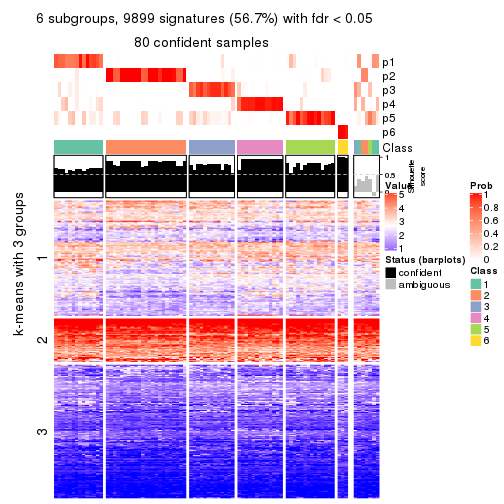 6 subgroups, 9899 signatures (56.7%) with fdr < 0.05
80 confident samples
p1
p2
p3
p4
p5
p6
Class
1
0.5
0
Silhouette
score
k-means with 3 groups
1
2
3
Value
5
4
3
2
1
Status (barplots)
confident
ambiguous
Prob
1
0.8
0.6
0.4
0.2
0
Class
1
2
3
4
5
6